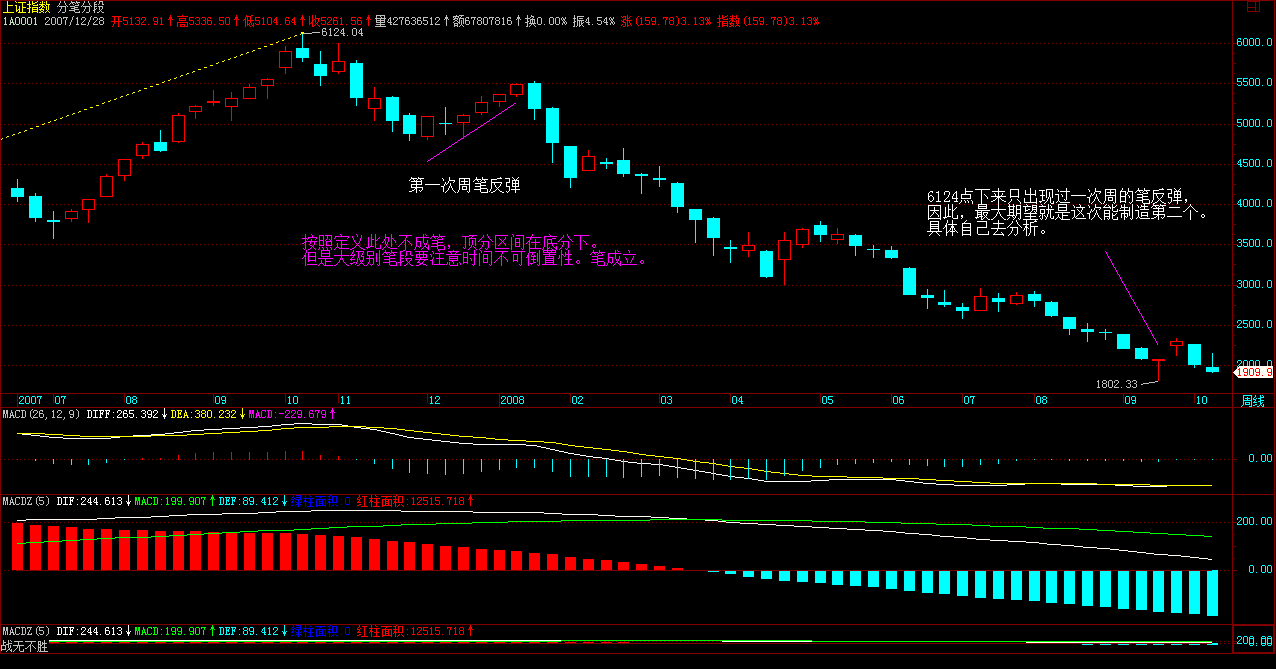 上证指数 分笔分段
1A0001 2007/12/28 开5132.91↑高5336.50↑低5104.64↑收5261.56↑量427636512↑额67807816↑换0.00% 振4.54% 涨(159.78)3.13% 指数(159.78)3.13%
6124.04
6000.0
5500.0
5000.0
4500.0
第一次周笔反弹
6124点下来只出现过一次周的笔反弹，
4000.0
因此，最大期望就是这次能制造第二个。
具体自己去分析。
按照定义此处不成笔，顶分区间在底分下。
3500.0
但是大级别笔段要注意时间不可倒置性。笔成立。
3000.0
2500.0
2000.0
1909.9
1802.33
2007 07 08 09 10 11 12 2008 02 03 04 05 06 07 08 09 10 周线
MACD(26,12,9) DIFF:265.392↓DEA:380.232↓MACD:-229.679↑
0.00
MACDZ(5) DIF:244.613↓MACD:199.907↑DEF:89.412↓绿柱面积 0 红柱面积:12515.718↑
200.00
0.00
MACDZ(5) DIF:244.613↓MACD:199.907↑DEF:89.412↓绿柱面积 0 红柱面积:12515.718↑
战无不胜